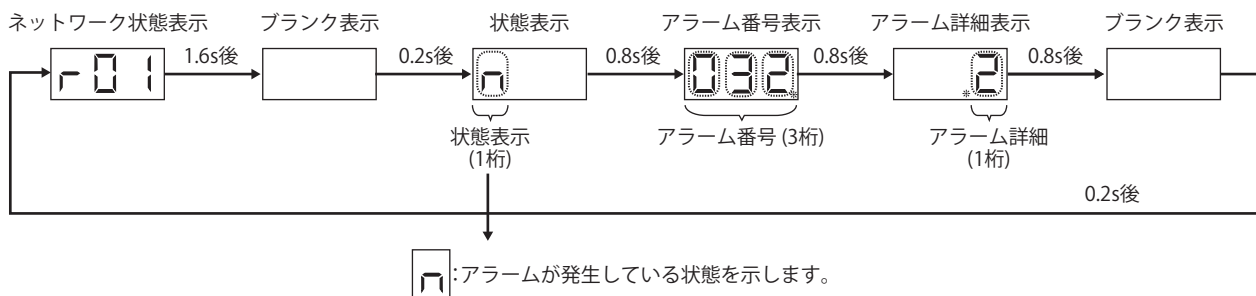 ネットワーク状態表示 ブランク表示 状態表示 アラーム番号表示 アラーム詳細表示 ブランク表示
r01 1.6s後 0.2s後 n 0.8s後 032※ 0.8s後 ※2 0.8s後
状態表示 アラーム番号 (3桁) アラーム詳細
(1桁) (1桁)
0.2s後
n:アラームが発生している状態を示します。